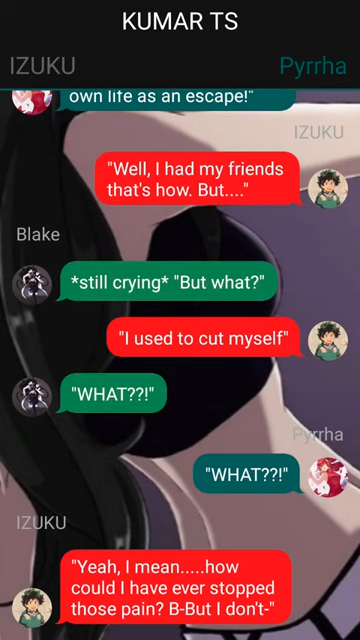 KUMAR TS
IZUKU Pyrrha
own life as an escape!"
IZUKU
"Well, I had my friends
that's how. But...."
Blake
*still crying* "But what?"
"I used to cut myself"
"WHAT??!"
Pyrrha
"WHAT??!"
IZUKU
"Yeah, I mean.....how
could I have ever stopped
those pain? B-But I don't-"